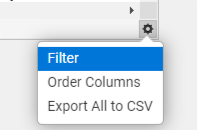 Filter
Order Columns
Export All to CSV